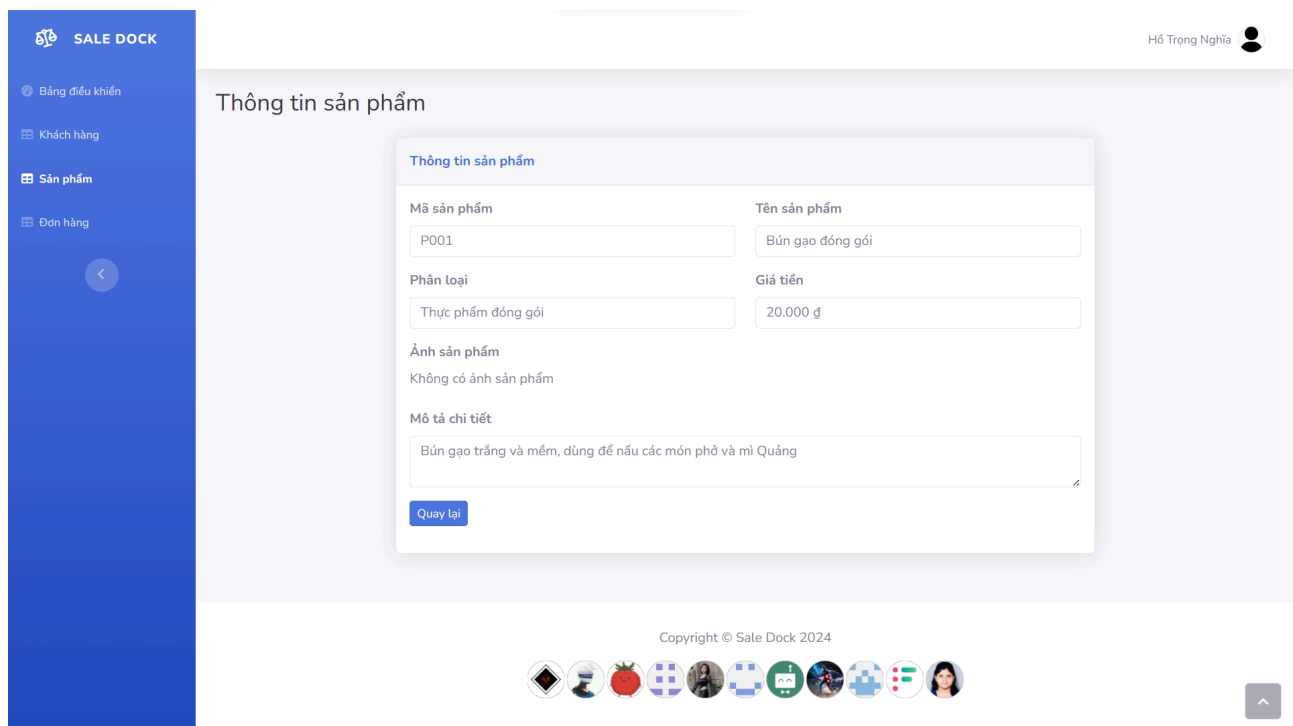 SALE DOCK
Hồ Trọng Nghĩa
Bảng điều khiển
Khách hàng
Sản phẩm
Đơn hàng
Thông tin sản phẩm
Thông tin sản phẩm
Mã sản phẩm
Tên sản phẩm
P001
Bún gạo đóng gói
Phân loại
Giá tiền
Thực phẩm đóng gói
20.000 ₫
Ảnh sản phẩm
Không có ảnh sản phẩm
Mô tả chi tiết
Bún gạo trắng và mềm, dùng để nấu các món phở và mì Quảng
Quay lại
Copyright © Sale Dock 2024